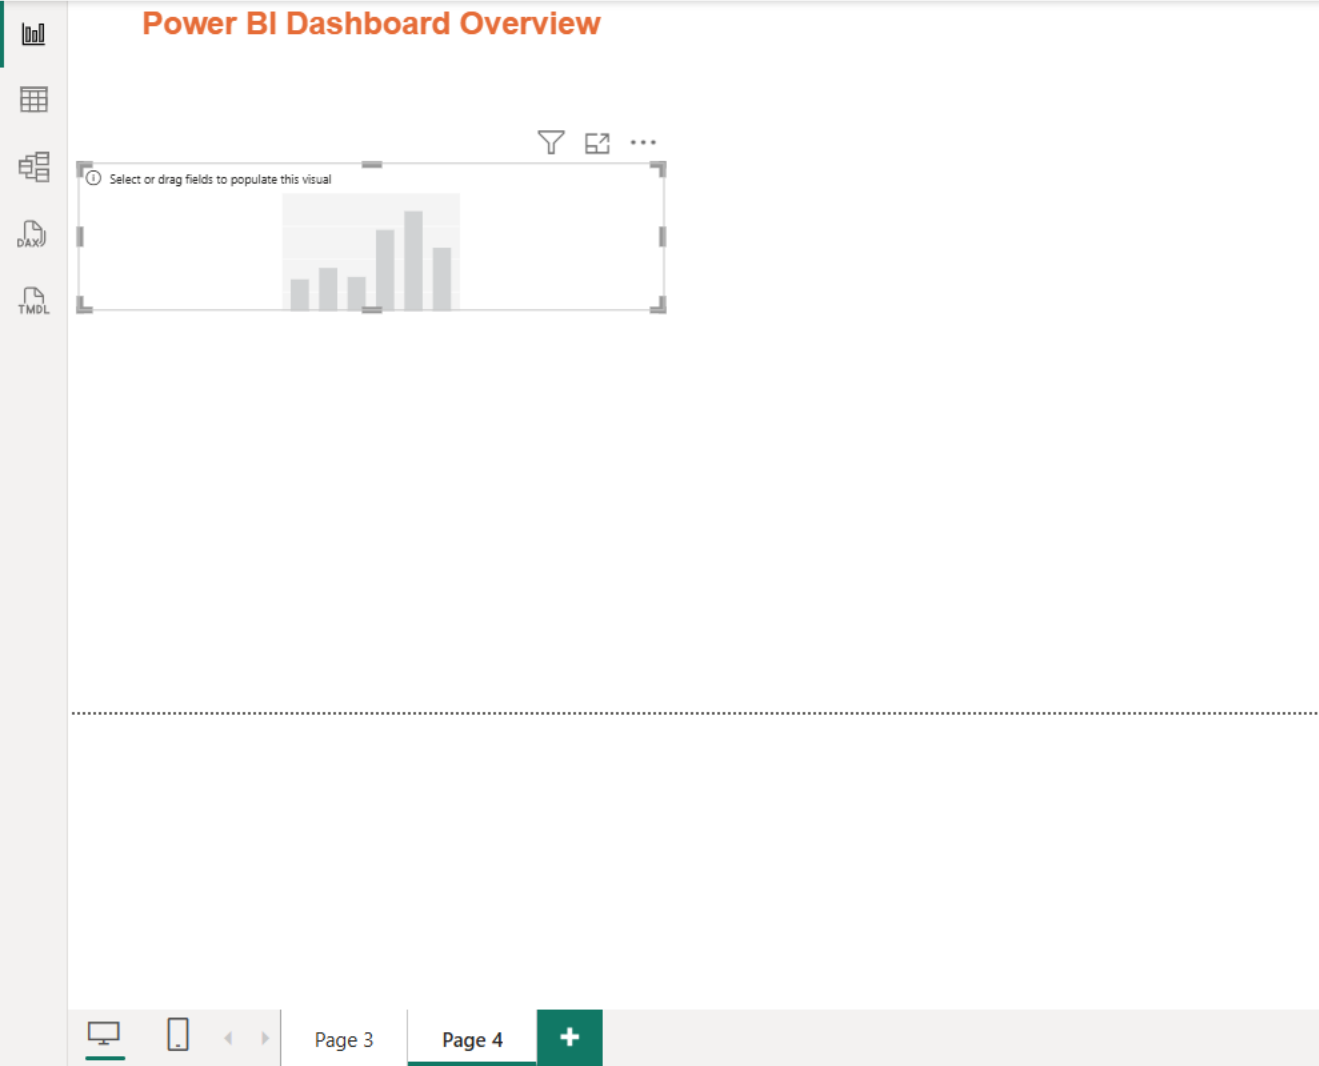 Power BI Dashboard Overview
Select or drag fields to populate this visual
DAX
TMDL
Page 3
Page 4